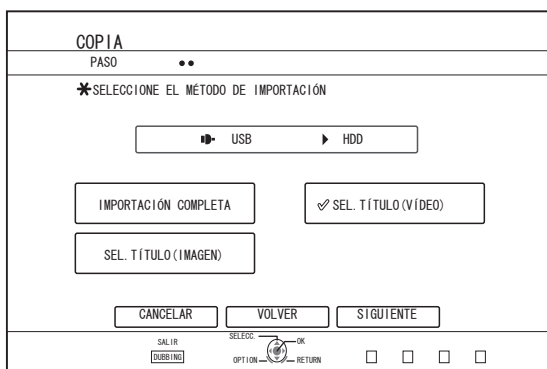 COPIA
PASO
*SELECCIONE EL MÉTODO DE IMPORTACIÓN
USB HDD
IMPORTACIÓN COMPLETA SEL. TÍTULO(VÍDEO)
SEL. TÍTULO(IMAGEN)
CANCELAR VOLVER SIGUIENTE
SALIR SELECC. OK
DUBBING OPTION RETURN